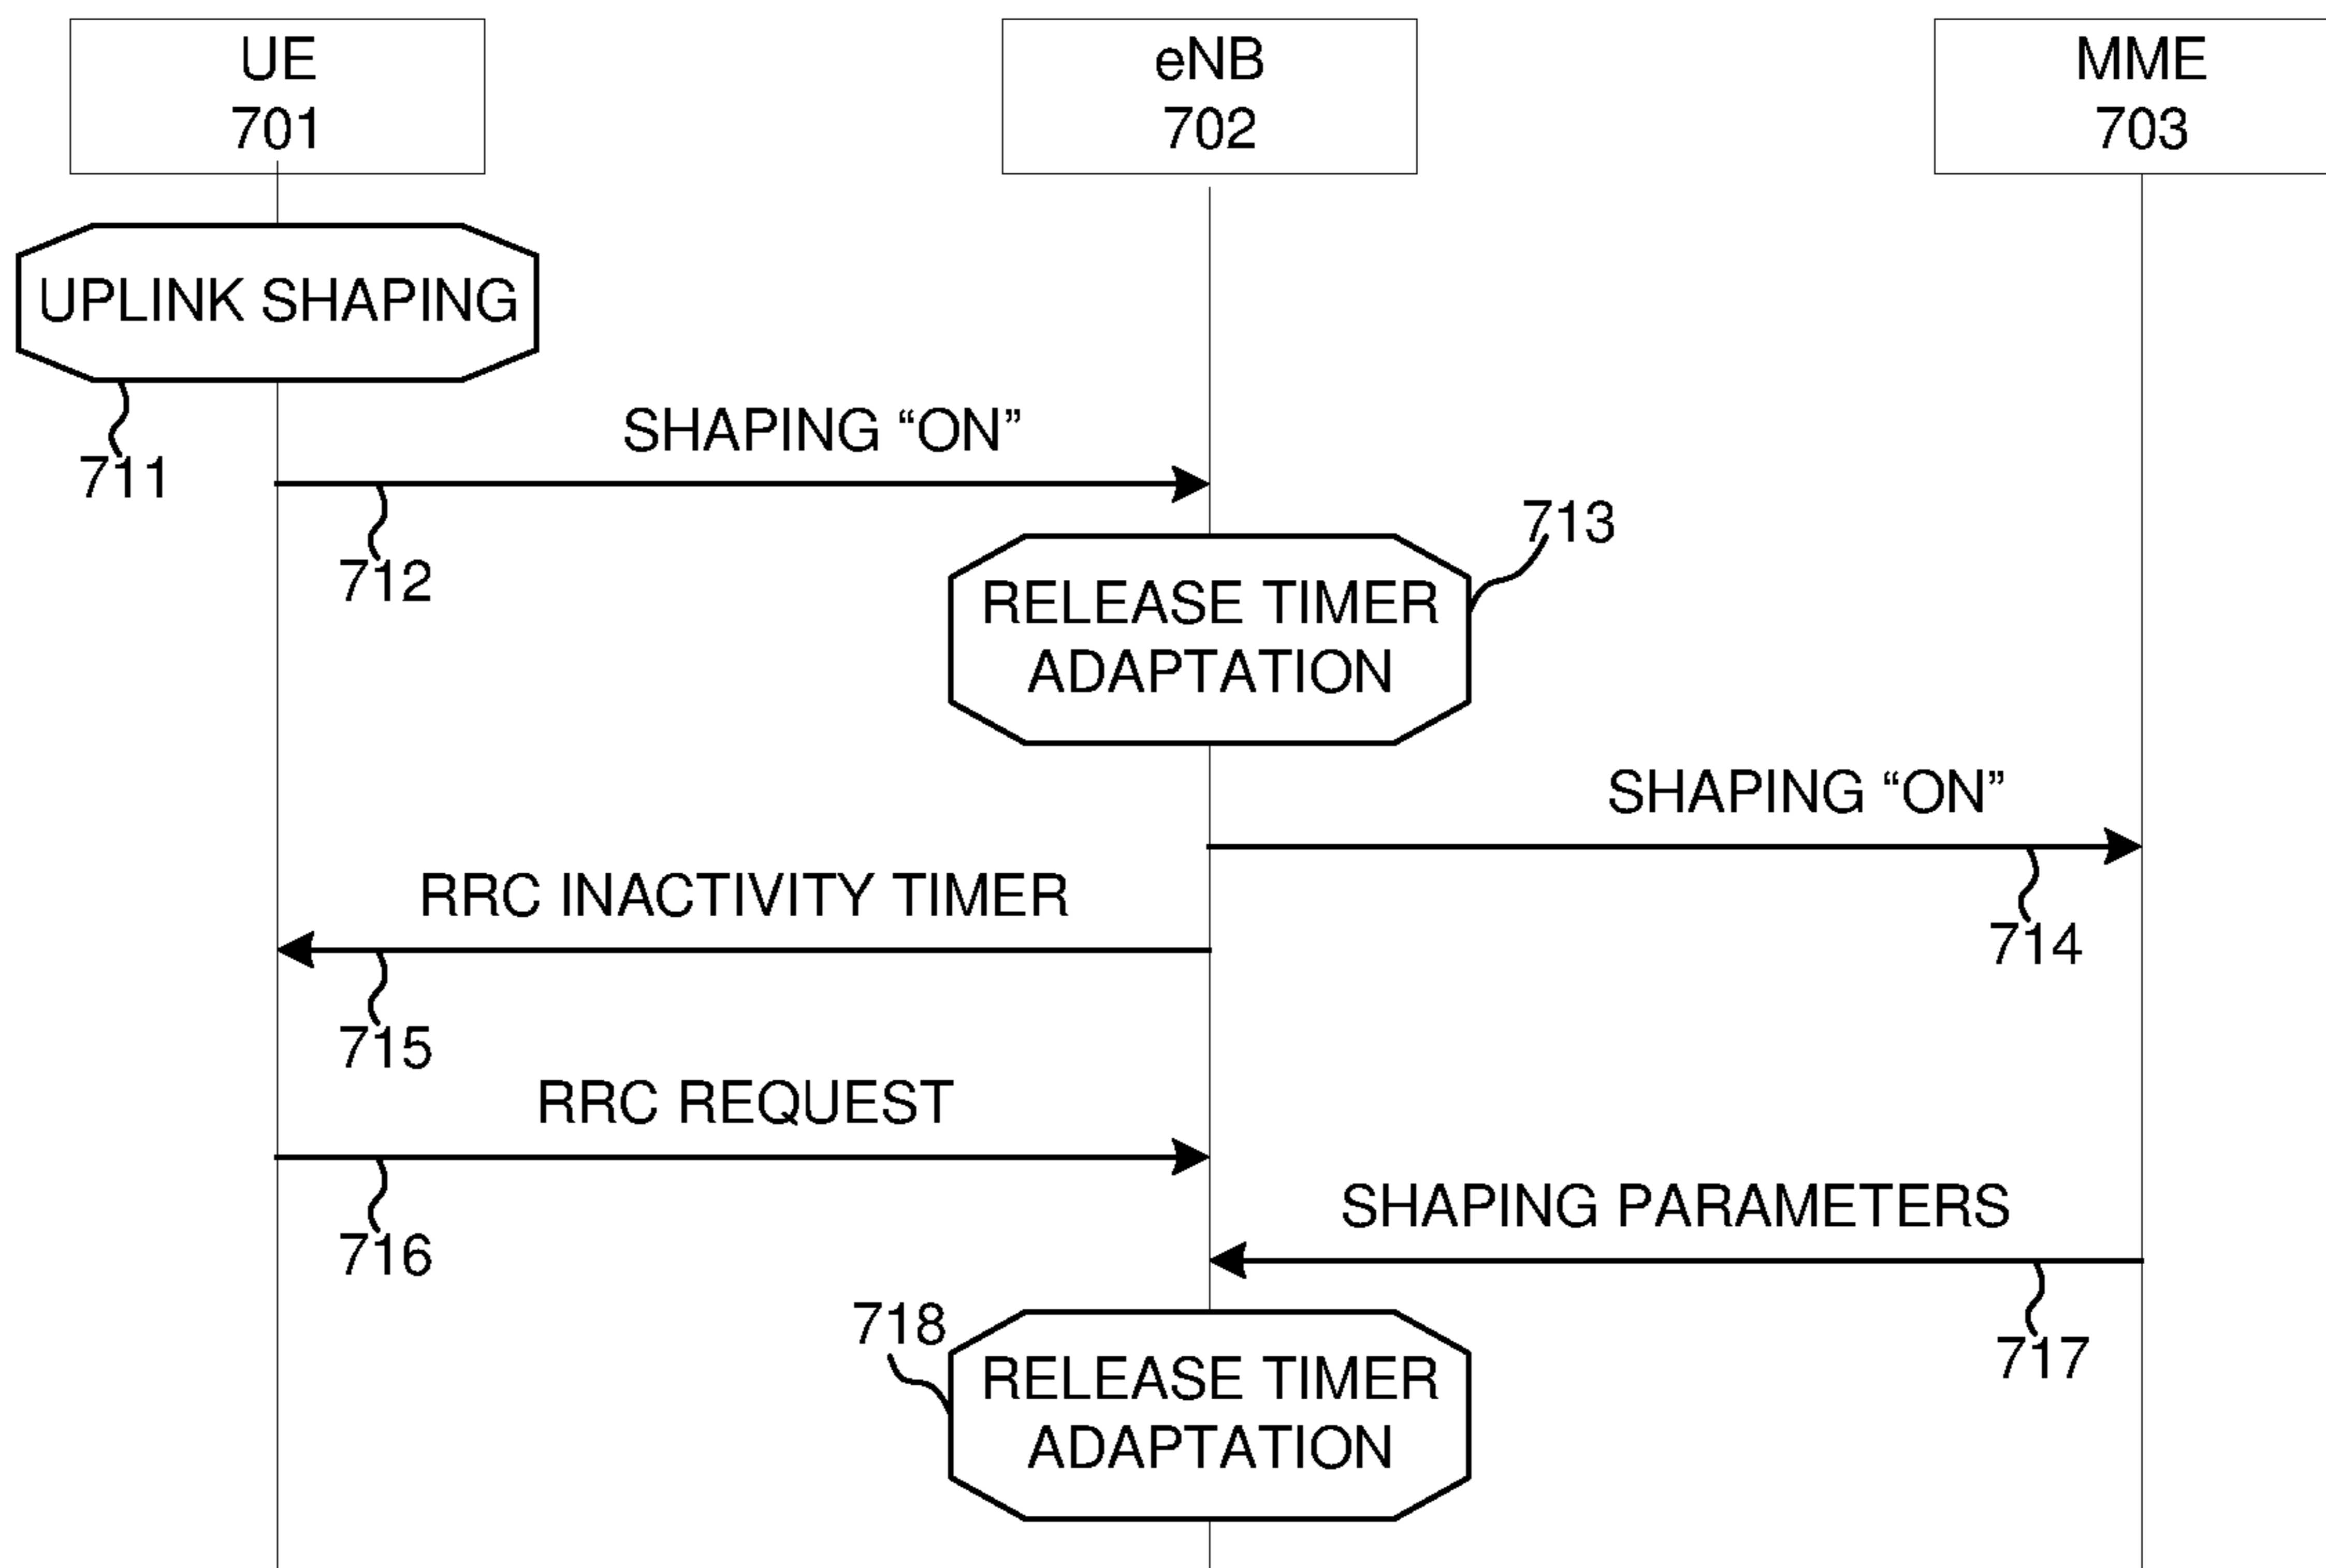 UE
701
eNB
702
MME
703
UPLINK SHAPING
711
SHAPING “ON”
712
713
RELEASE TIMER
ADAPTATION
SHAPING “ON”
714
RRC INACTIVITY TIMER
715
RRC REQUEST
716
SHAPING PARAMETERS
717
718
RELEASE TIMER
ADAPTATION